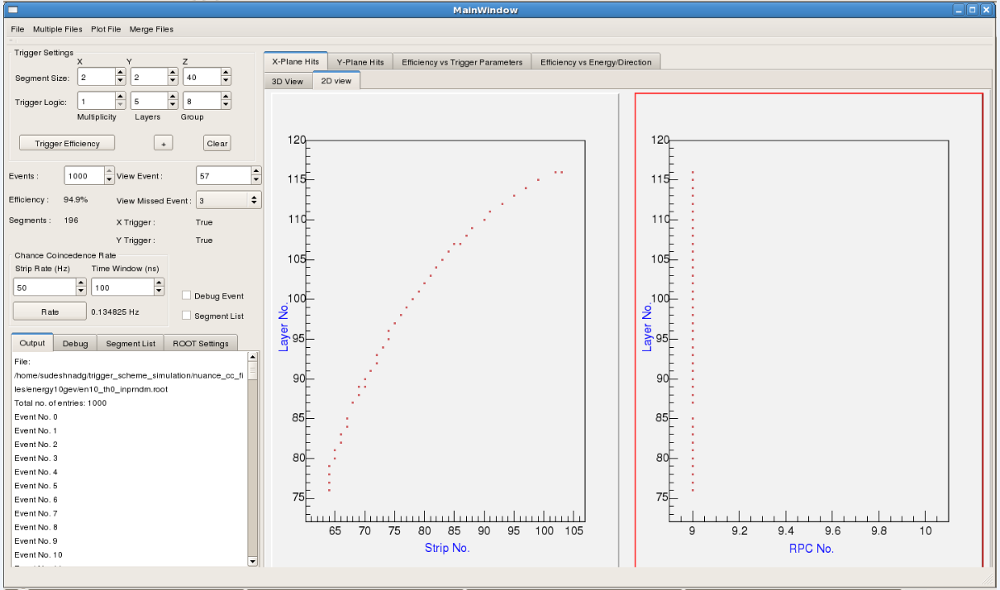 MainWindow
File Multiple Files Plot File Merge Files
Trigger Settings
X Y Z
Segment Size: 2 2 40
Trigger Logic: 1 5 8
Multiplicity Layers Group
Trigger Efficiency + Clear
Events : 1000 View Event : 57
Efficiency : 94.9% View Missed Event : 3
Segments : 196 X Trigger : True
Y Trigger : True
Chance Coincedence Rate
Strip Rate (Hz) Time Window (ns)
50 100
Debug Event
Rate 0.134825 Hz
Segment List
Output Debug Segment List ROOT Settings
File:
/home/sudeshnadg/trigger_scheme_simulation/nuance_cc_fi
les/energy10gev/en10_th0_inprndm.root
Total no. of entries: 1000
Event No. 0
Event No. 1
Event No. 2
Event No. 3
Event No. 4
Event No. 5
Event No. 6
Event No. 7
Event No. 8
Event No. 9
Event No. 10
X-Plane Hits Y-Plane Hits Efficiency vs Trigger Parameters Efficiency vs Energy/Direction
3D View 2D view
120
115
110
105
100
95
90
85
80
75
Layer No.
65 70 75 80 85 90 95 100 105
Strip No.
120
115
110
105
100
95
90
85
80
75
Layer No.
9 9.2 9.4 9.6 9.8 10
RPC No.